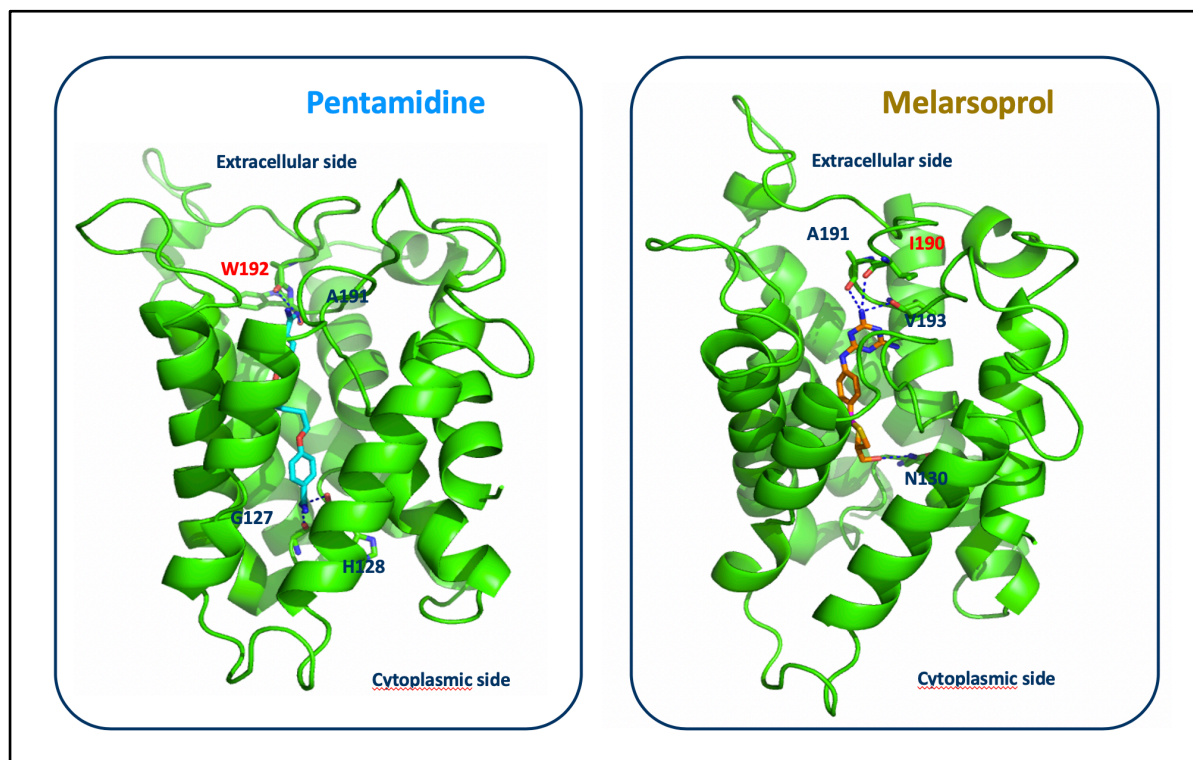 Pentamidine
Extracellular side
W192
A191
G127
H128
Cytoplasmic side
Melarsoprol
Extracellular side
A191
I190
V193
N130
Cytoplasmic side